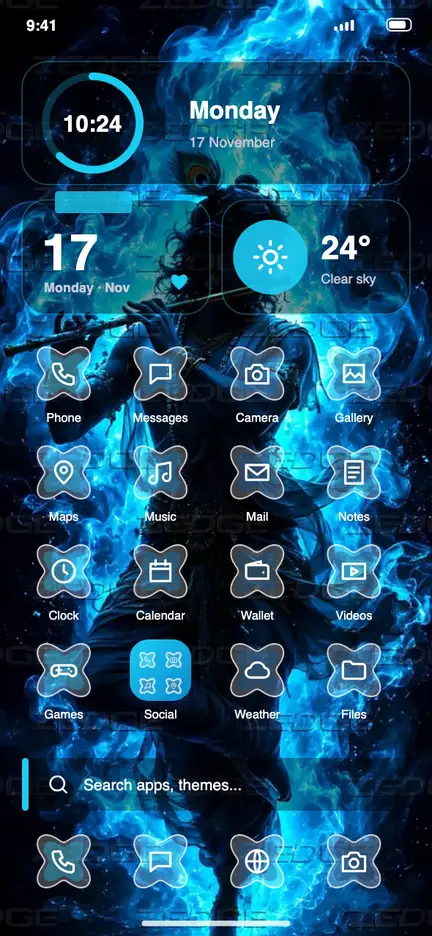 9:41
10:24
Monday
17 November
17
Monday · Nov
24°
Clear sky
Phone Messages Camera Gallery
Maps Music Mail Notes
Clock Calendar Wallet Videos
Games Social Weather Files
Search apps, themes...
ZEDGE